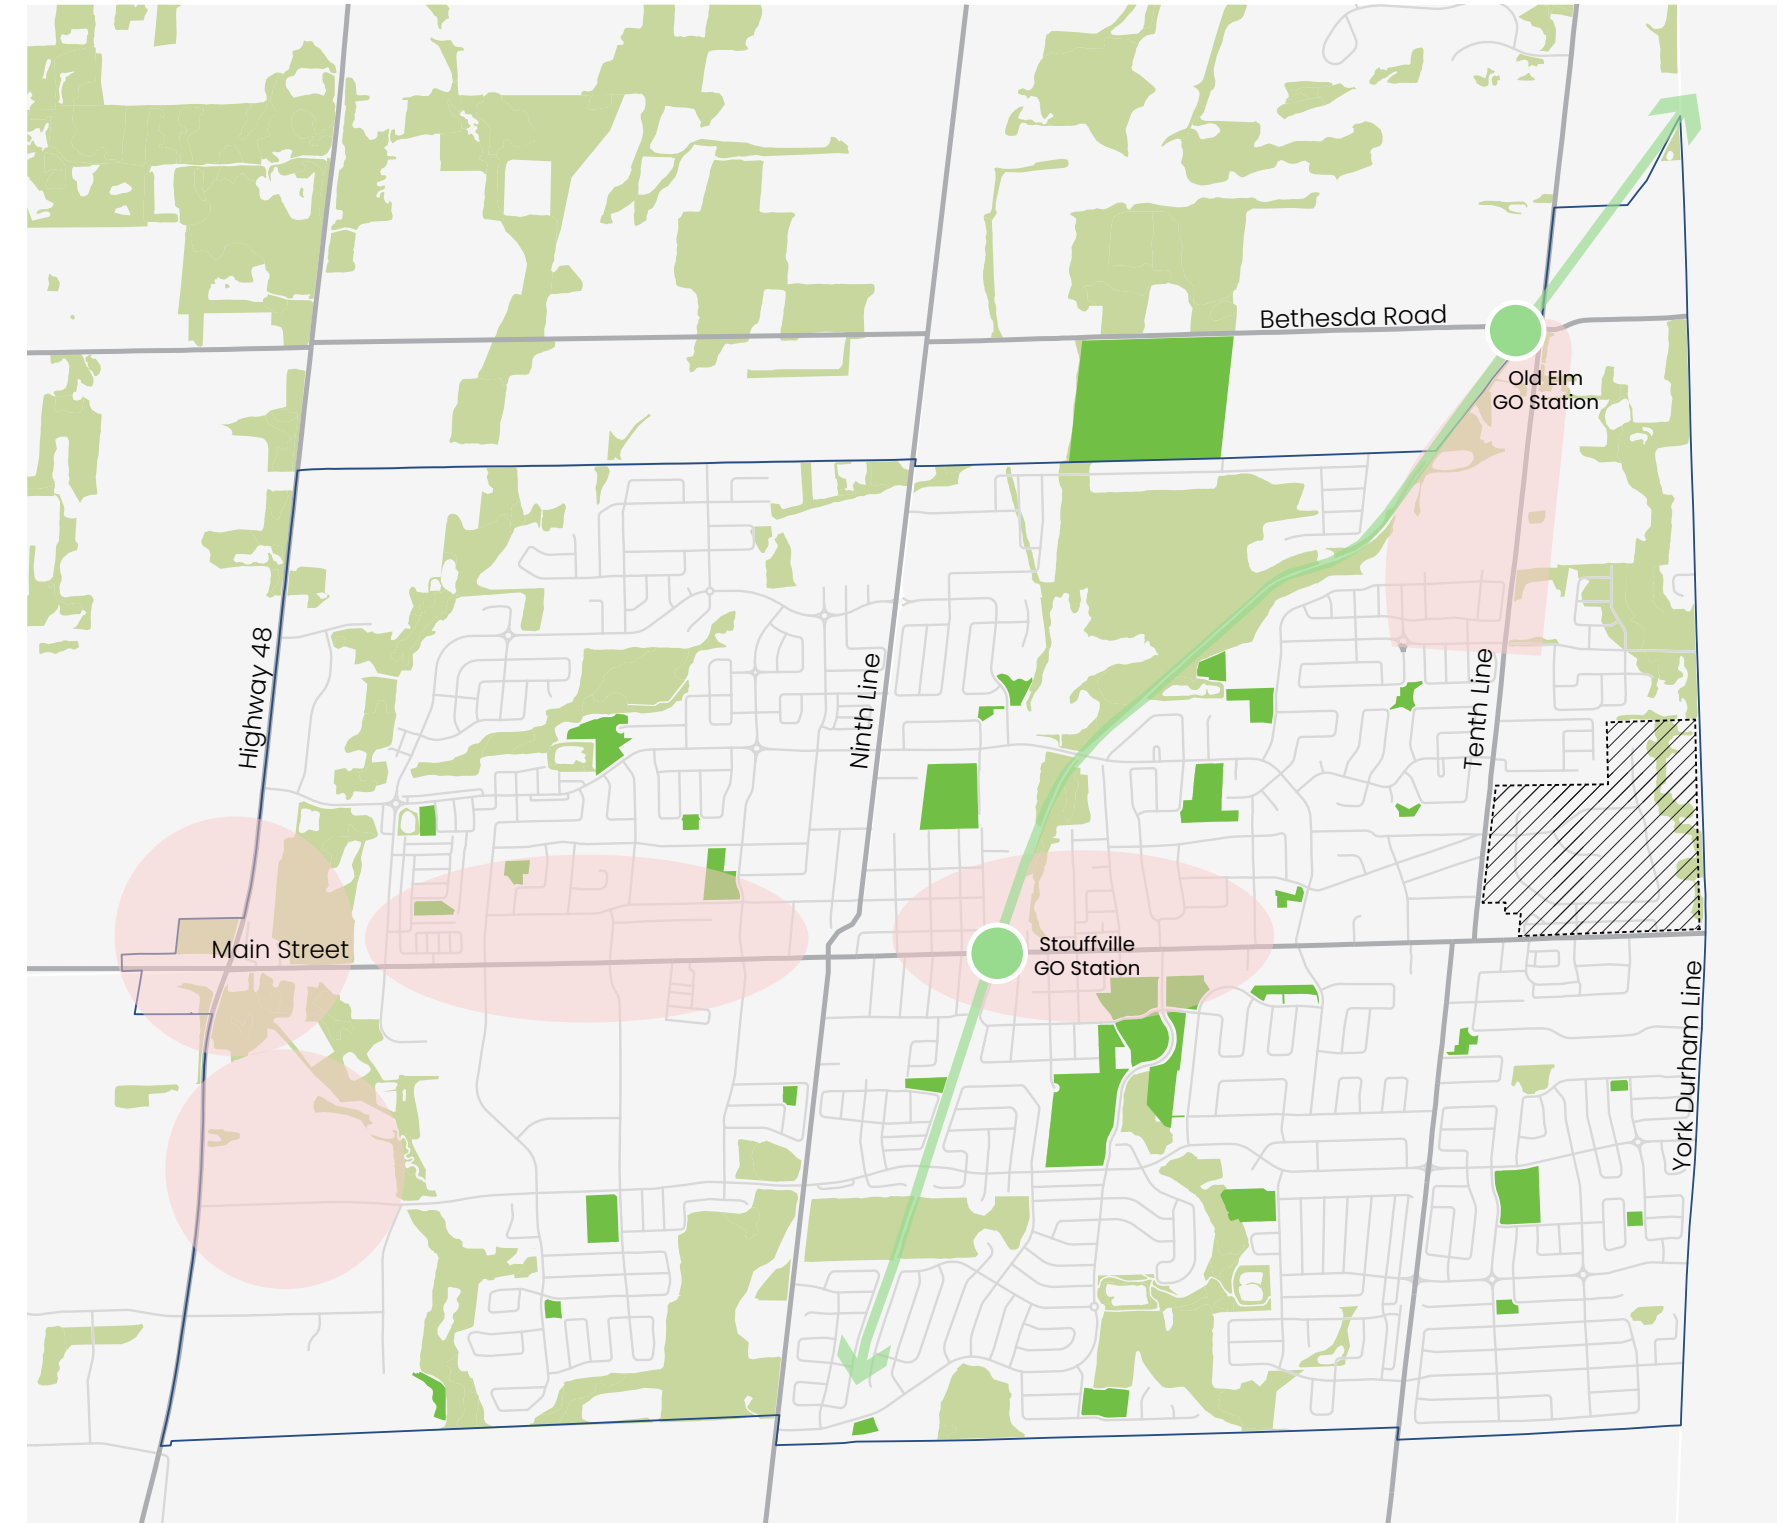 Bethesda Road
Old Elm
GO Station
Highway 48
Ninth Line
Tenth Line
Main Street
Stouffville
GO Station
York Durham Line